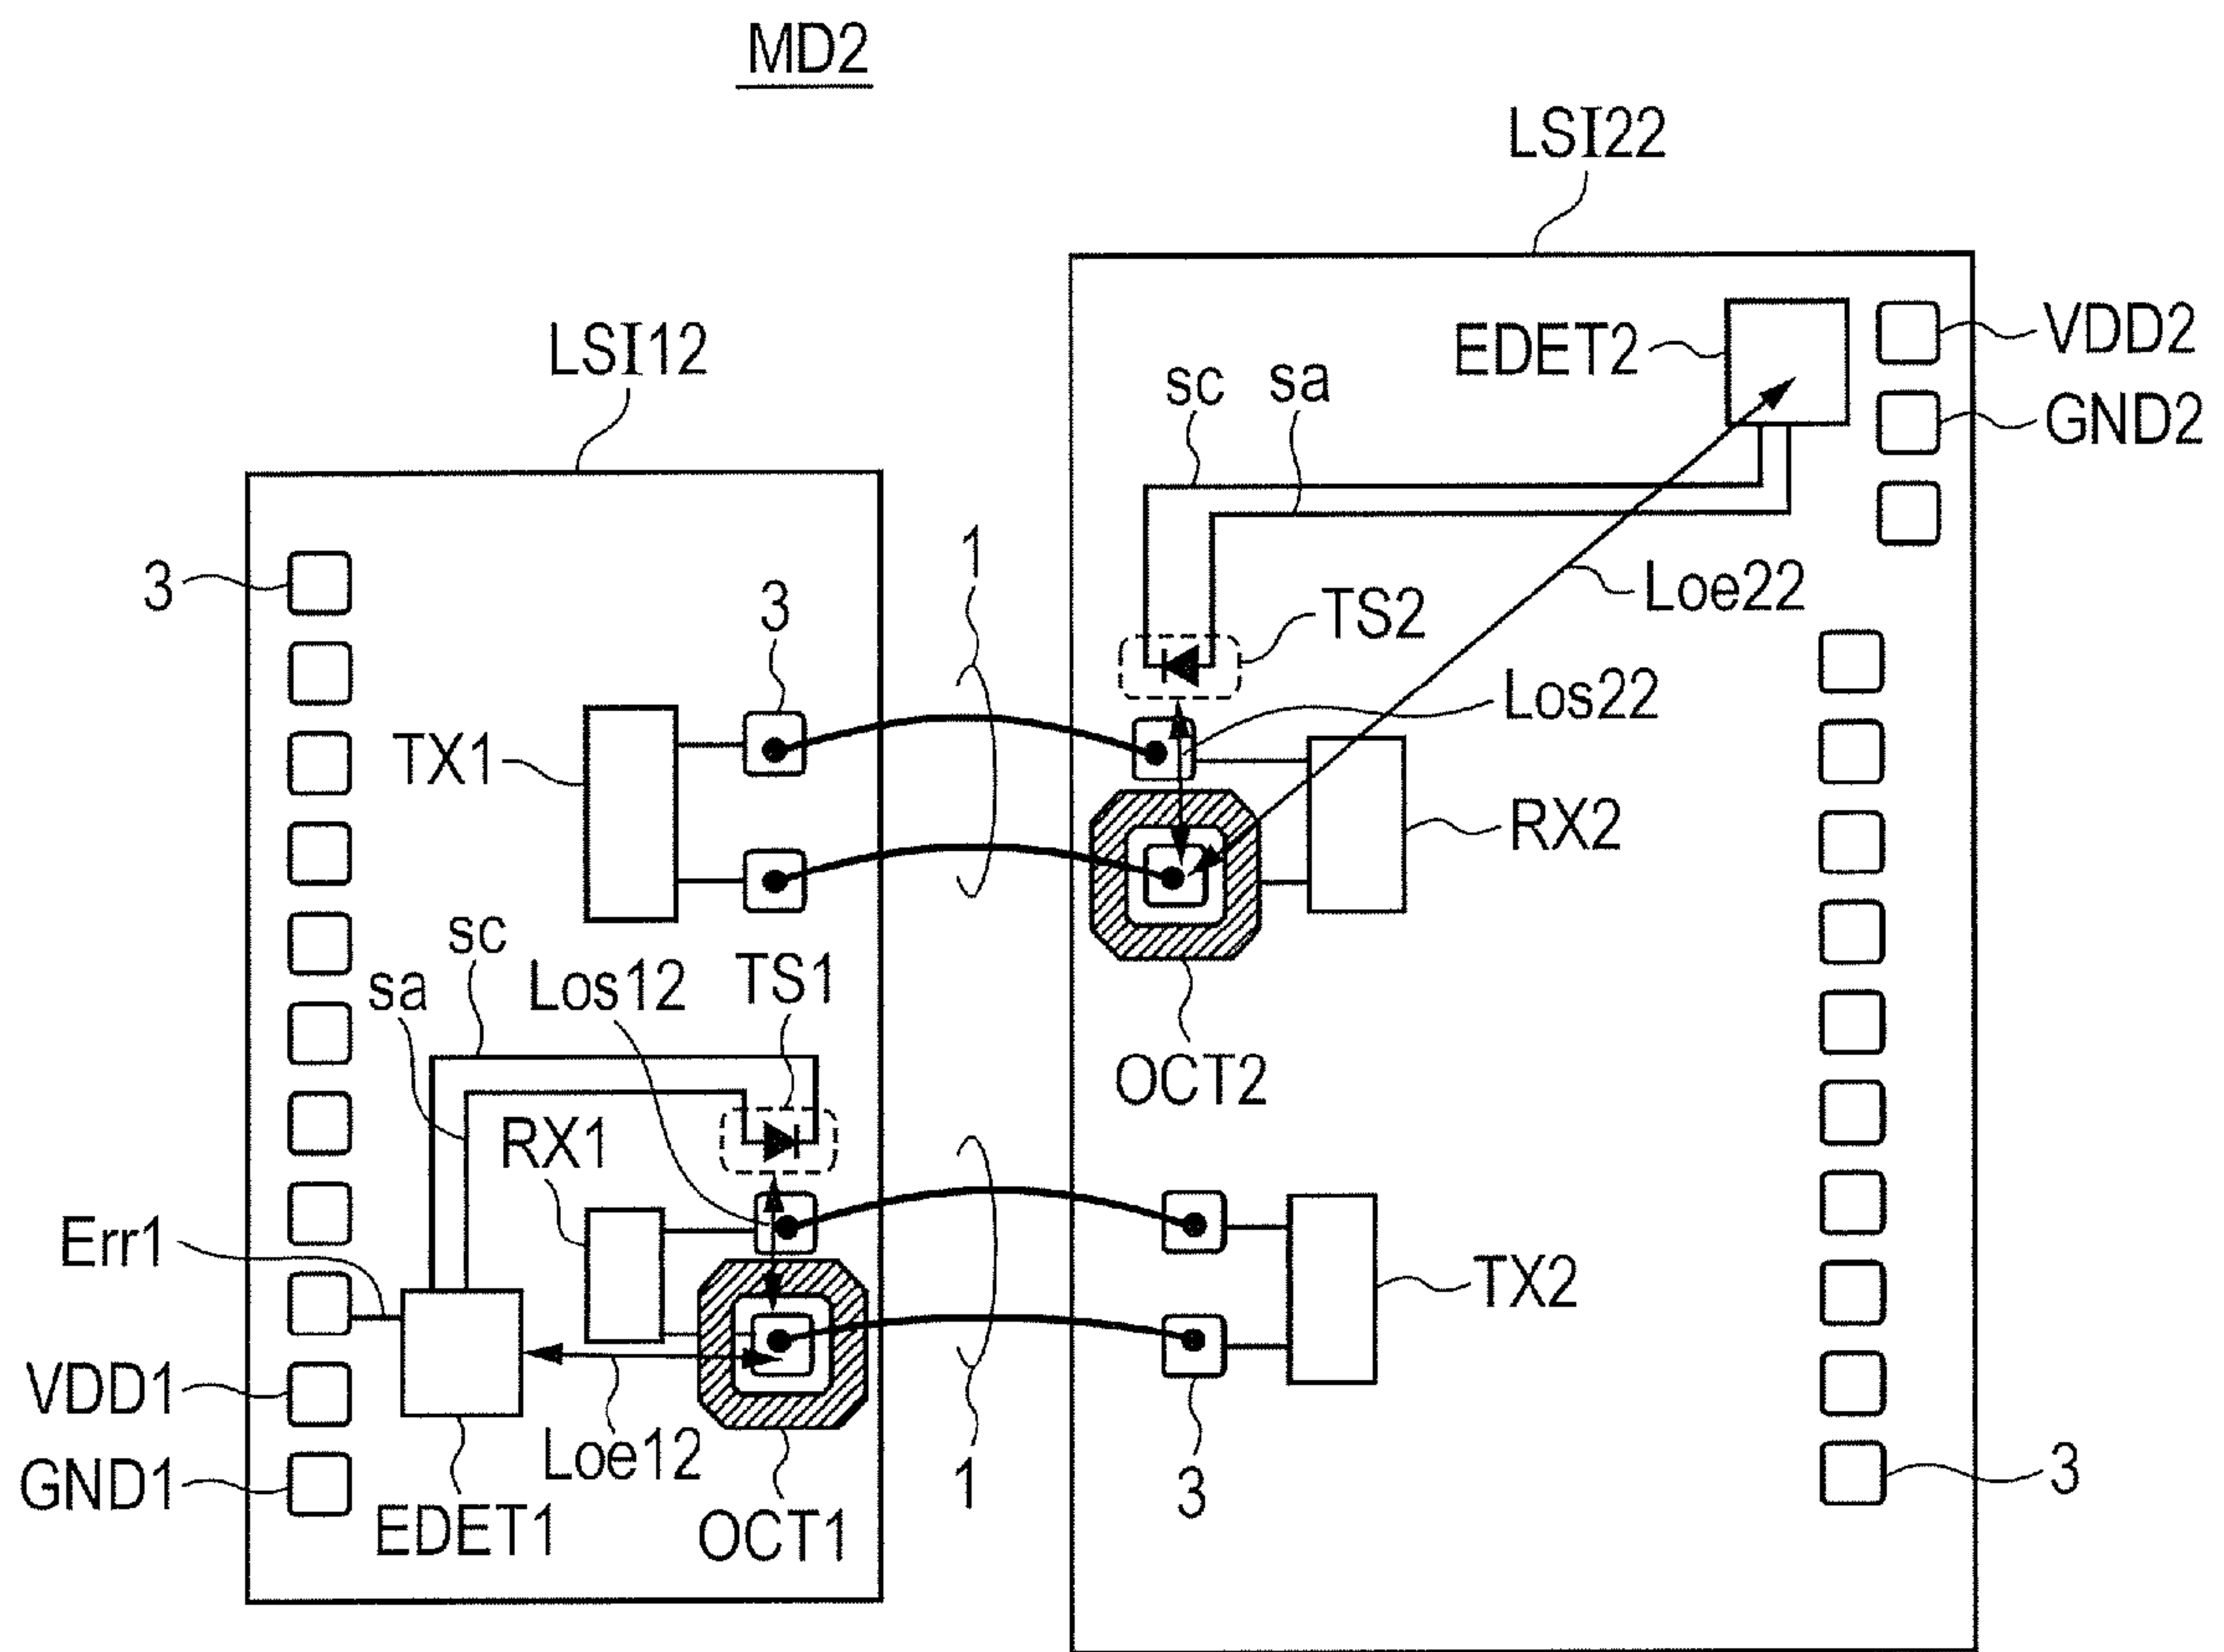 MD2
LSI22
LSI12
EDET2
VDD2
GND2
sc
sa
1
3
3
TS2
Loe22
Los22
TX1
RX2
sc
sa
Los12
TS1
OCT2
RX1
Err1
TX2
VDD1
GND1
Loe12
EDET1
OCT1
1
3
3